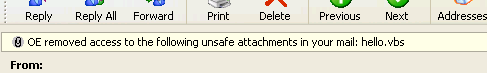 Reply Reply All Forward Print Delete Previous Next Addresses
OE removed access to the following unsafe attachments in your mail: hello.vbs
From: